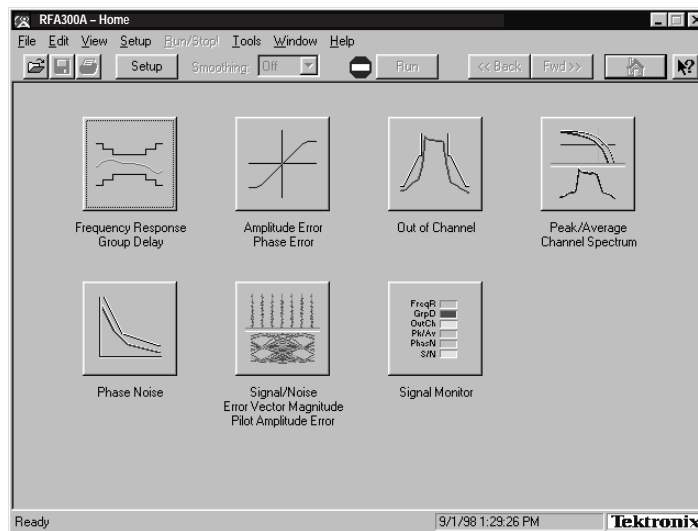 RFA300A – Home
File Edit View Setup Run/Stop! Tools Window Help
Setup Smoothing: Off Run << Back Fwd >>
Frequency Response
Group Delay
Amplitude Error
Phase Error
Out of Channel
Peak/Average
Channel Spectrum
FreqR
GrpD
OutCh
Pk/Av
PhasN
S/N
Phase Noise
Signal/Noise
Error Vector Magnitude
Pilot Amplitude Error
Signal Monitor
Ready 9/1/98 1:29:26 PM Tektronix